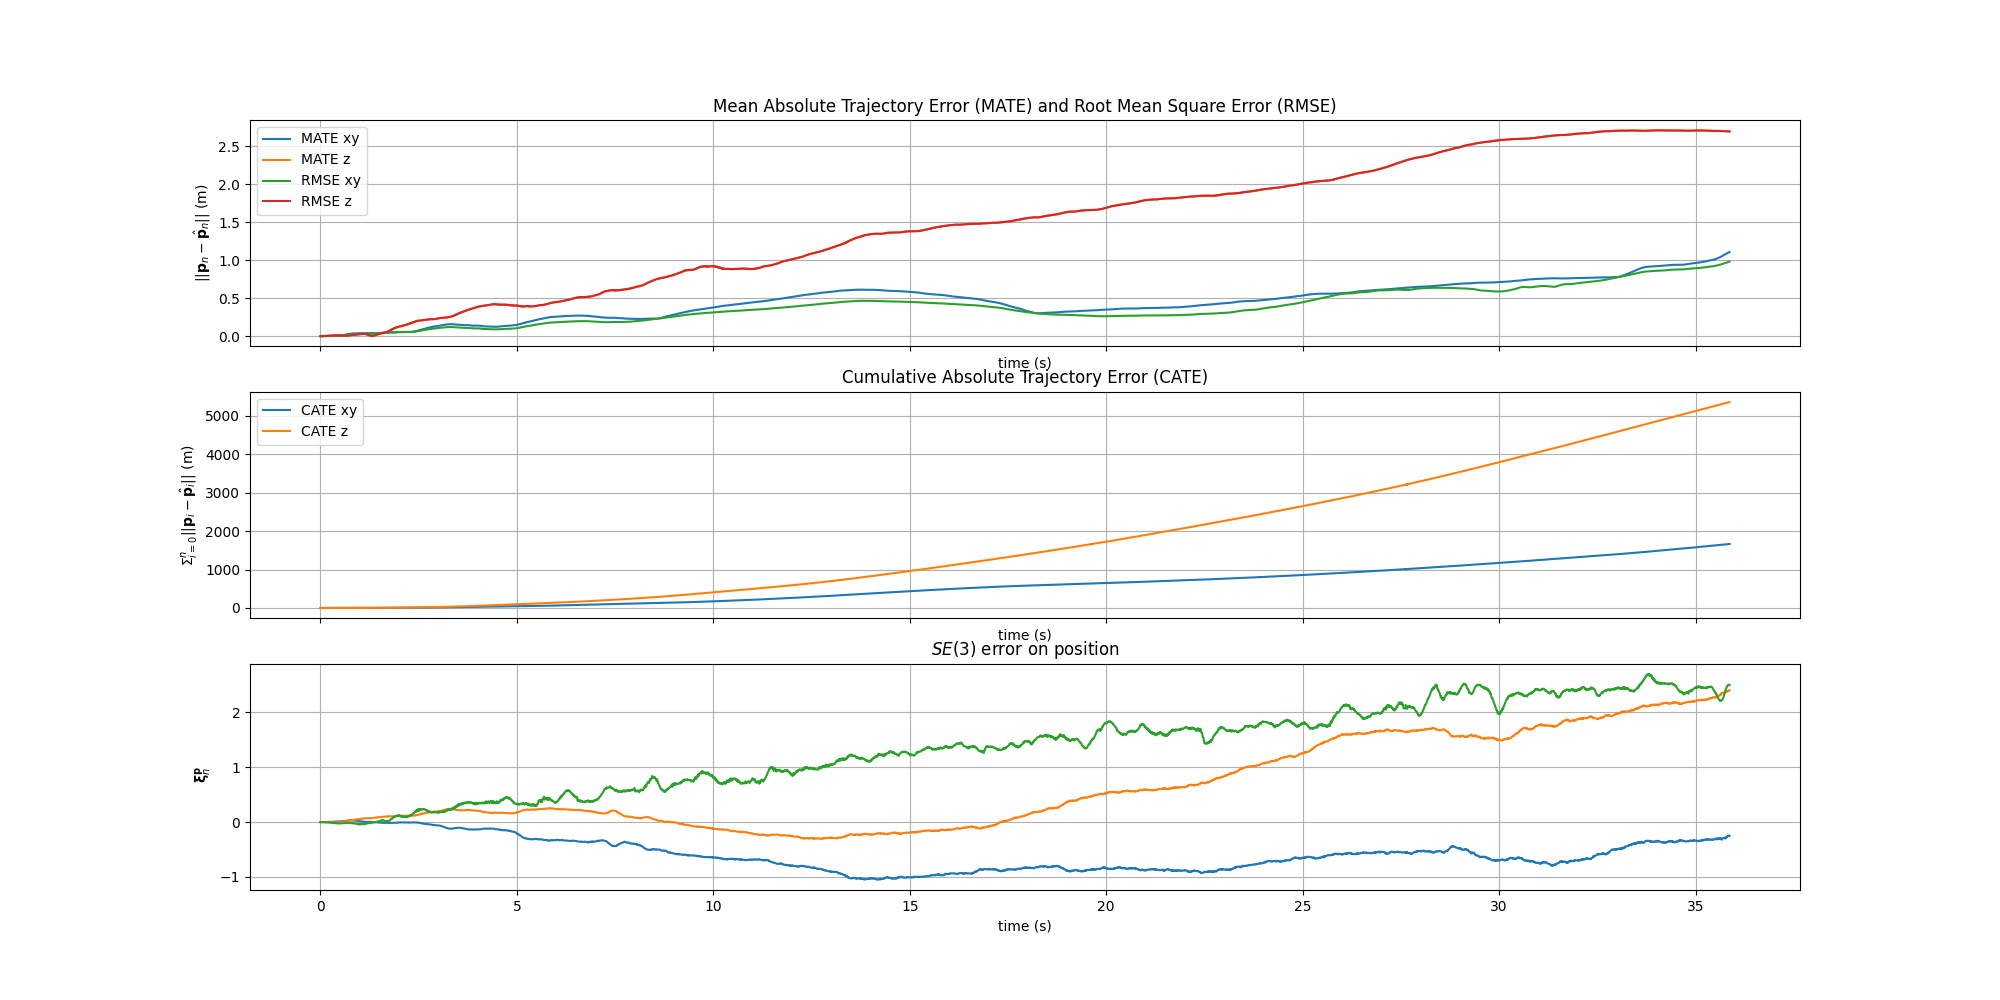 Mean Absolute Trajectory Error (MATE) and Root Mean Square Error (RMSE)
MATE xy
MATE z
RMSE xy
RMSE z
||𝐩ₙ − 𝐩̂ₙ|| (m)
2.5
2.0
1.5
1.0
0.5
0.0
time (s)
Cumulative Absolute Trajectory Error (CATE)
CATE xy
CATE z
Σⁿᵢ₌₀||𝐩ᵢ − 𝐩̂ᵢ|| (m)
5000
4000
3000
2000
1000
0
time (s)
SE(3) error on position
𝛏ₙᵖ
2
1
0
−1
0 5 10 15 20 25 30 35
time (s)